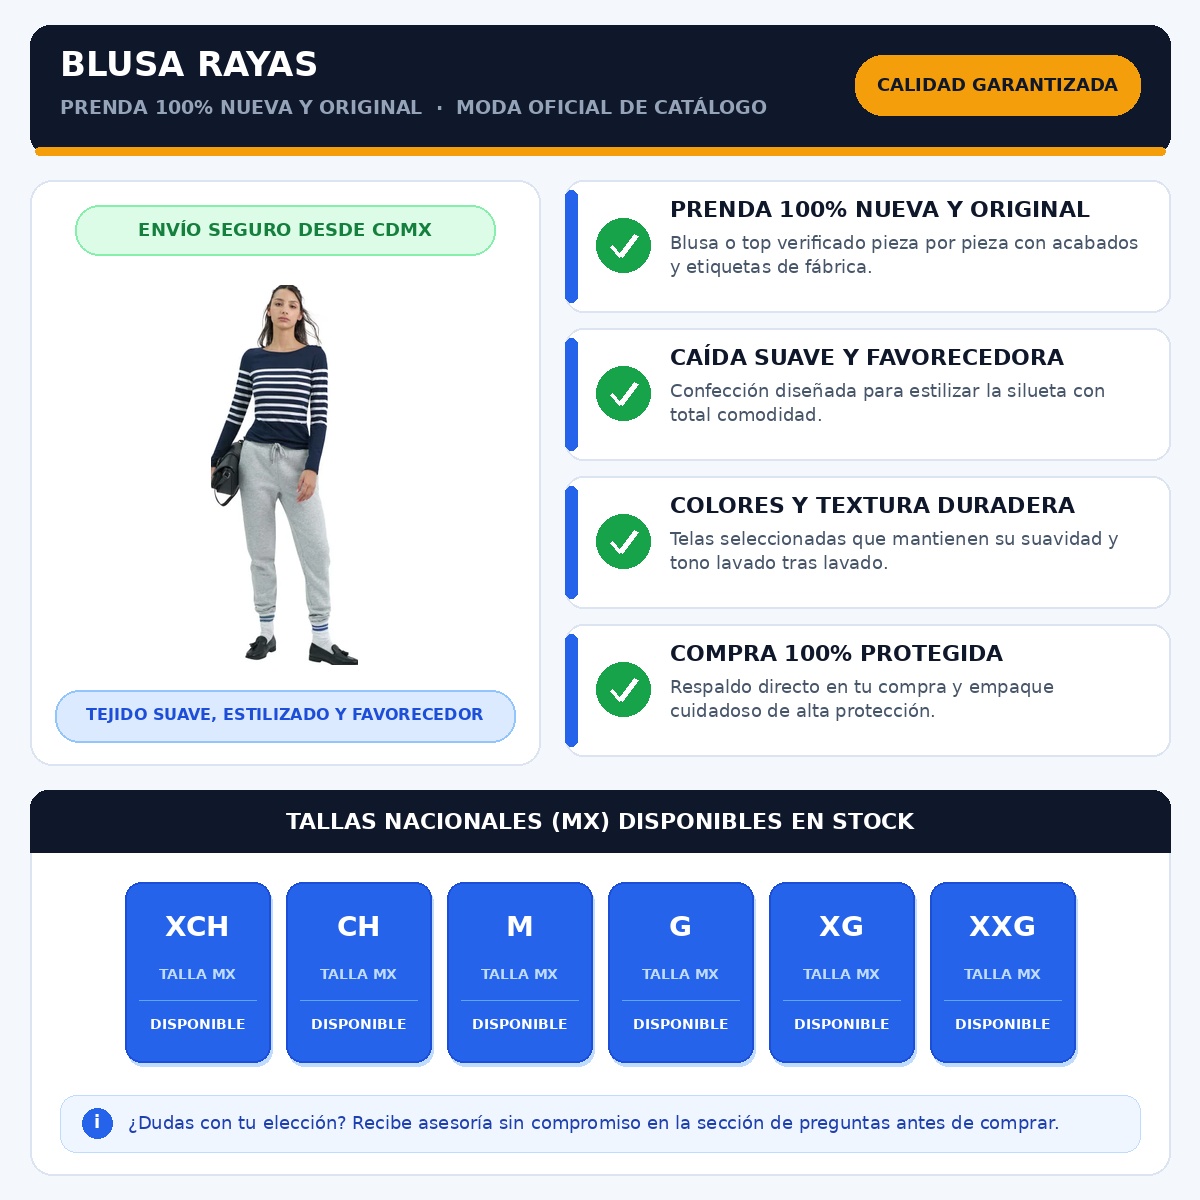 BLUSA RAYAS
PRENDA 100% NUEVA Y ORIGINAL · MODA OFICIAL DE CATÁLOGO
CALIDAD GARANTIZADA
ENVÍO SEGURO DESDE CDMX
TEJIDO SUAVE, ESTILIZADO Y FAVORECEDOR
PRENDA 100% NUEVA Y ORIGINAL
Blusa o top verificado pieza por pieza con acabados
y etiquetas de fábrica.
CAÍDA SUAVE Y FAVORECEDORA
Confección diseñada para estilizar la silueta con
total comodidad.
COLORES Y TEXTURA DURADERA
Telas seleccionadas que mantienen su suavidad y
tono lavado tras lavado.
COMPRA 100% PROTEGIDA
Respaldo directo en tu compra y empaque
cuidadoso de alta protección.
TALLAS NACIONALES (MX) DISPONIBLES EN STOCK
XCH
TALLA MX
DISPONIBLE
CH
TALLA MX
DISPONIBLE
M
TALLA MX
DISPONIBLE
G
TALLA MX
DISPONIBLE
XG
TALLA MX
DISPONIBLE
XXG
TALLA MX
DISPONIBLE
i ¿Dudas con tu elección? Recibe asesoría sin compromiso en la sección de preguntas antes de comprar.